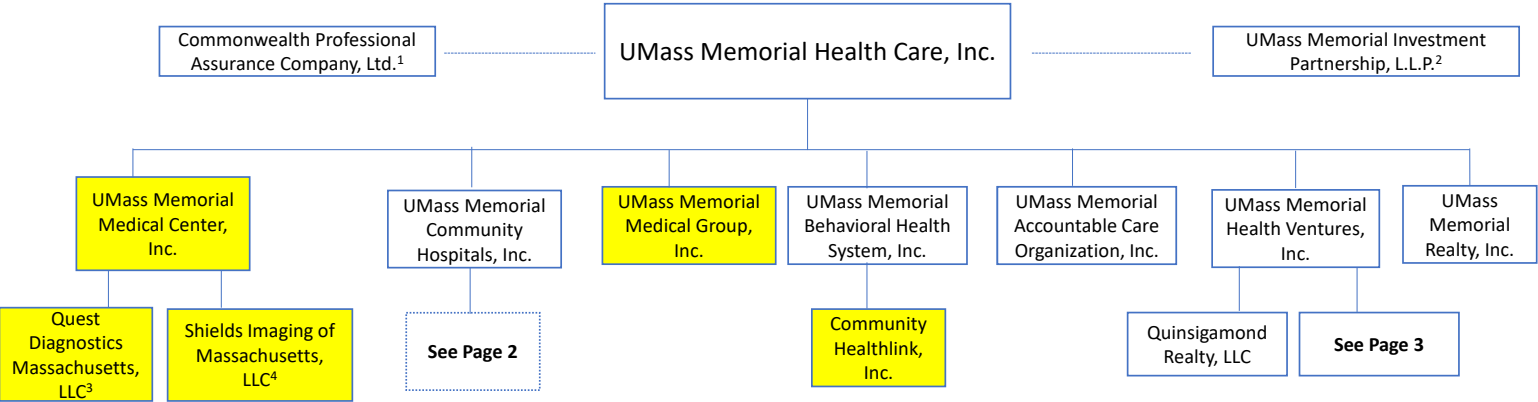 Commonwealth Professional
Assurance Company, Ltd.1
UMass Memorial Health Care, Inc.
UMass Memorial Investment
Partnership, L.L.P.2
UMass Memorial
Medical Center,
Inc.
UMass Memorial
Community
Hospitals, Inc.
UMass Memorial
Medical Group,
Inc.
UMass Memorial
Behavioral Health
System, Inc.
UMass Memorial
Accountable Care
Organization, Inc.
UMass Memorial
Health Ventures,
Inc.
UMass
Memorial
Realty, Inc.
Quest
Diagnostics
Massachusetts,
LLC3
Shields Imaging of
Massachusetts,
LLC4
See Page 2
Community
Healthlink,
Inc.
Quinsigamond
Realty, LLC
See Page 3